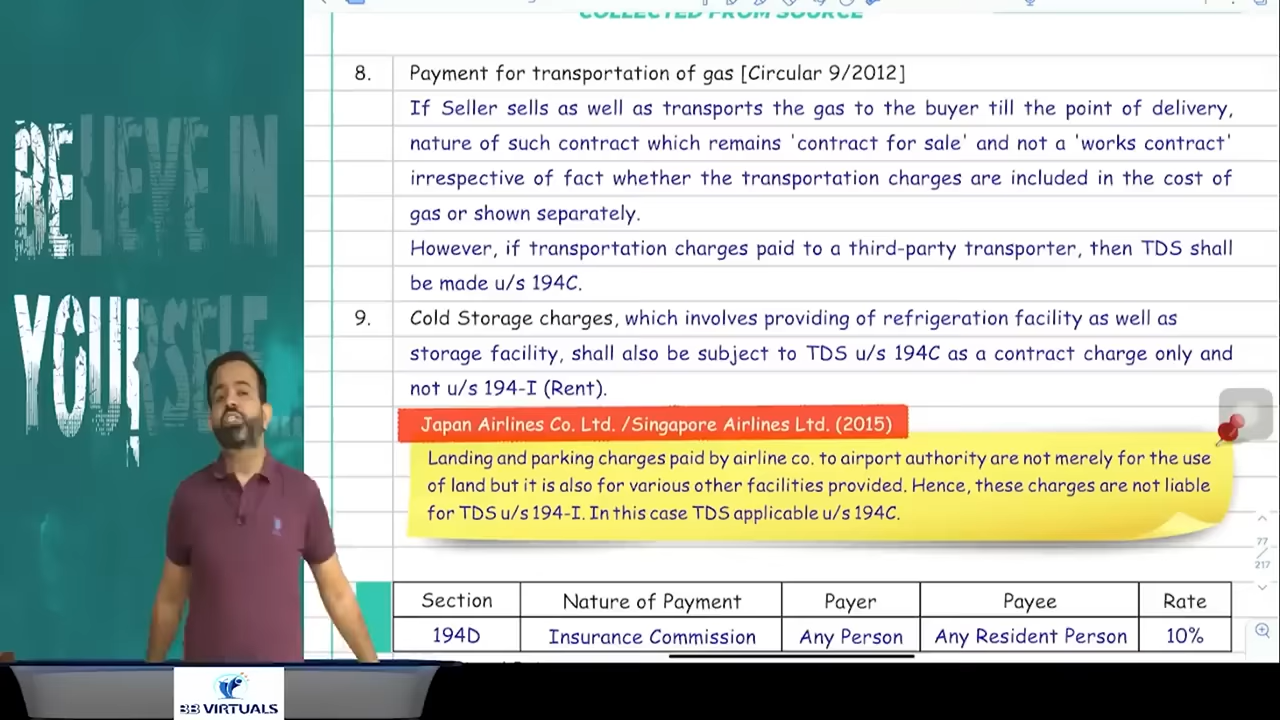 COLLECTED FROM SOURCE
8. Payment for transportation of gas [Circular 9/2012]
If Seller sells as well as transports the gas to the buyer till the point of delivery,
nature of such contract which remains 'contract for sale' and not a 'works contract'
irrespective of fact whether the transportation charges are included in the cost of
gas or shown separately.
However, if transportation charges paid to a third-party transporter, then TDS shall
be made u/s 194C.
9. Cold Storage charges, which involves providing of refrigeration facility as well as
storage facility, shall also be subject to TDS u/s 194C as a contract charge only and
not u/s 194-I (Rent).
Japan Airlines Co. Ltd. /Singapore Airlines Ltd. (2015)
Landing and parking charges paid by airline co. to airport authority are not merely for the use
of land but it is also for various other facilities provided. Hence, these charges are not liable
for TDS u/s 194-I. In this case TDS applicable u/s 194C.
77
/
217
Section Nature of Payment Payer Payee Rate
194D Insurance Commission Any Person Any Resident Person 10%
BELIEVE IN
YOURSELF
BB VIRTUALS